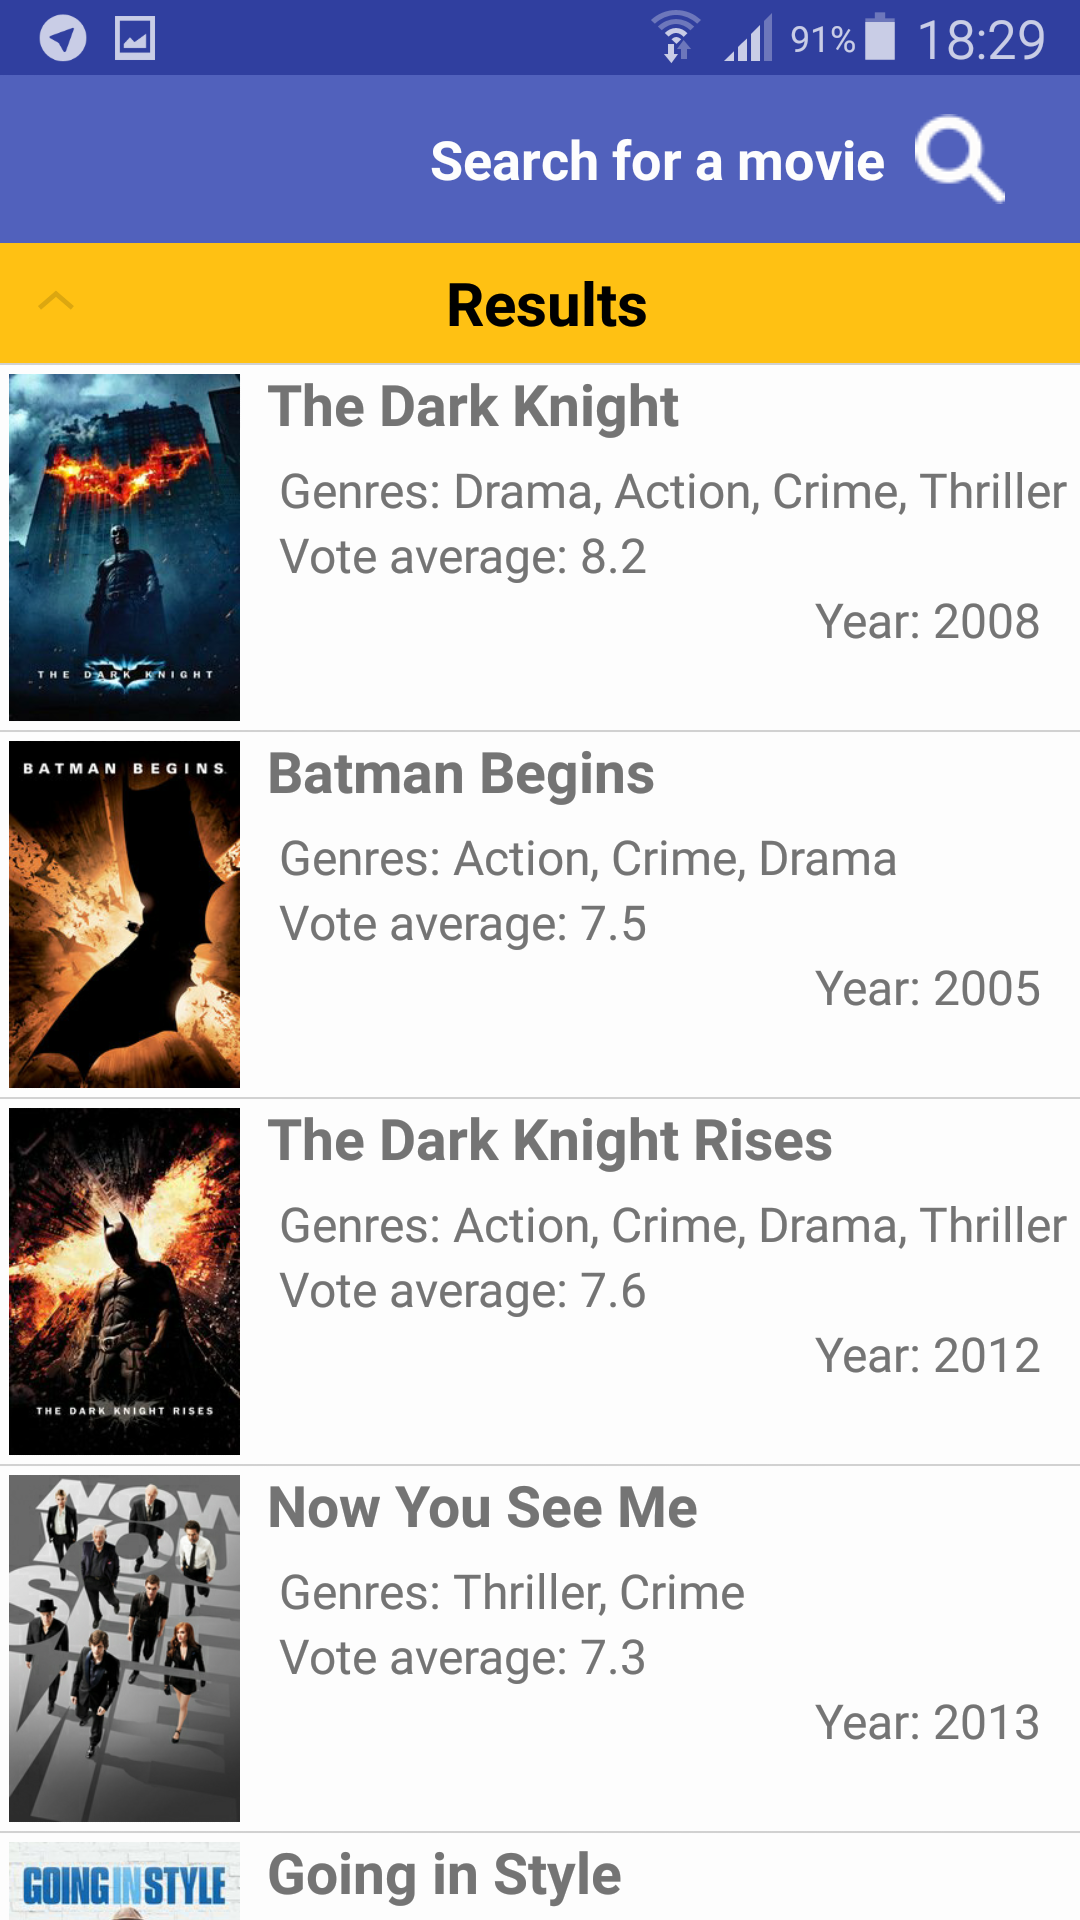 91% 18:29
Search for a movie
Results
THE DARK KNIGHT
The Dark Knight
Genres: Drama, Action, Crime, Thriller
Vote average: 8.2
Year: 2008
BATMAN BEGINS
Batman Begins
Genres: Action, Crime, Drama
Vote average: 7.5
Year: 2005
THE DARK KNIGHT RISES
The Dark Knight Rises
Genres: Action, Crime, Drama, Thriller
Vote average: 7.6
Year: 2012
NOW
YOU
SEE
ME
Now You See Me
Genres: Thriller, Crime
Vote average: 7.3
Year: 2013
GOING IN STYLE
Going in Style